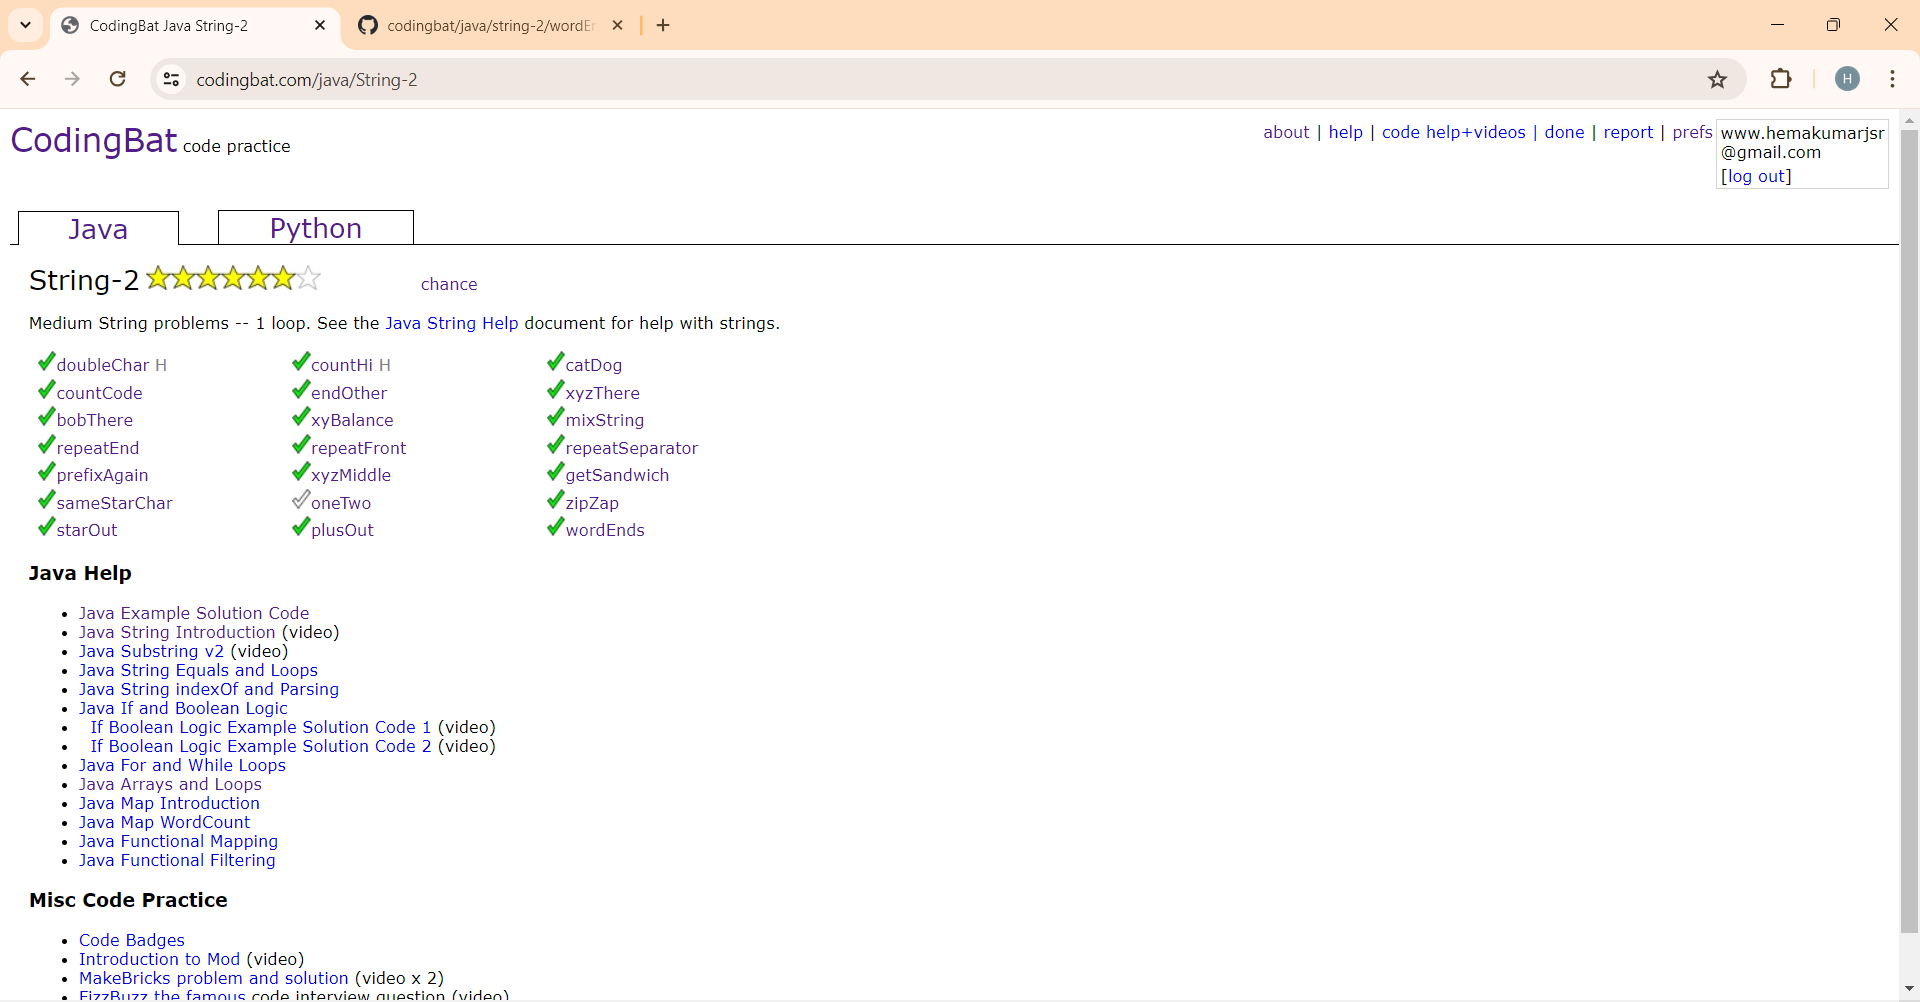 CodingBat Java String-2
codingbat/java/string-2/wordEn
codingbat.com/java/String-2
H
CodingBat code practice
about | help | code help+videos | done | report | prefs
www.hemakumarjsr
@gmail.com
[log out]
Java
Python
String-2
chance
Medium String problems -- 1 loop. See the Java String Help document for help with strings.
doubleChar H countHi H catDog
countCode endOther xyzThere
bobThere xyBalance mixString
repeatEnd repeatFront repeatSeparator
prefixAgain xyzMiddle getSandwich
sameStarChar oneTwo zipZap
starOut plusOut wordEnds
Java Help
Java Example Solution Code
Java String Introduction (video)
Java Substring v2 (video)
Java String Equals and Loops
Java String indexOf and Parsing
Java If and Boolean Logic
If Boolean Logic Example Solution Code 1 (video)
If Boolean Logic Example Solution Code 2 (video)
Java For and While Loops
Java Arrays and Loops
Java Map Introduction
Java Map WordCount
Java Functional Mapping
Java Functional Filtering
Misc Code Practice
Code Badges
Introduction to Mod (video)
MakeBricks problem and solution (video x 2)
FizzBuzz the famous code interview question (video)